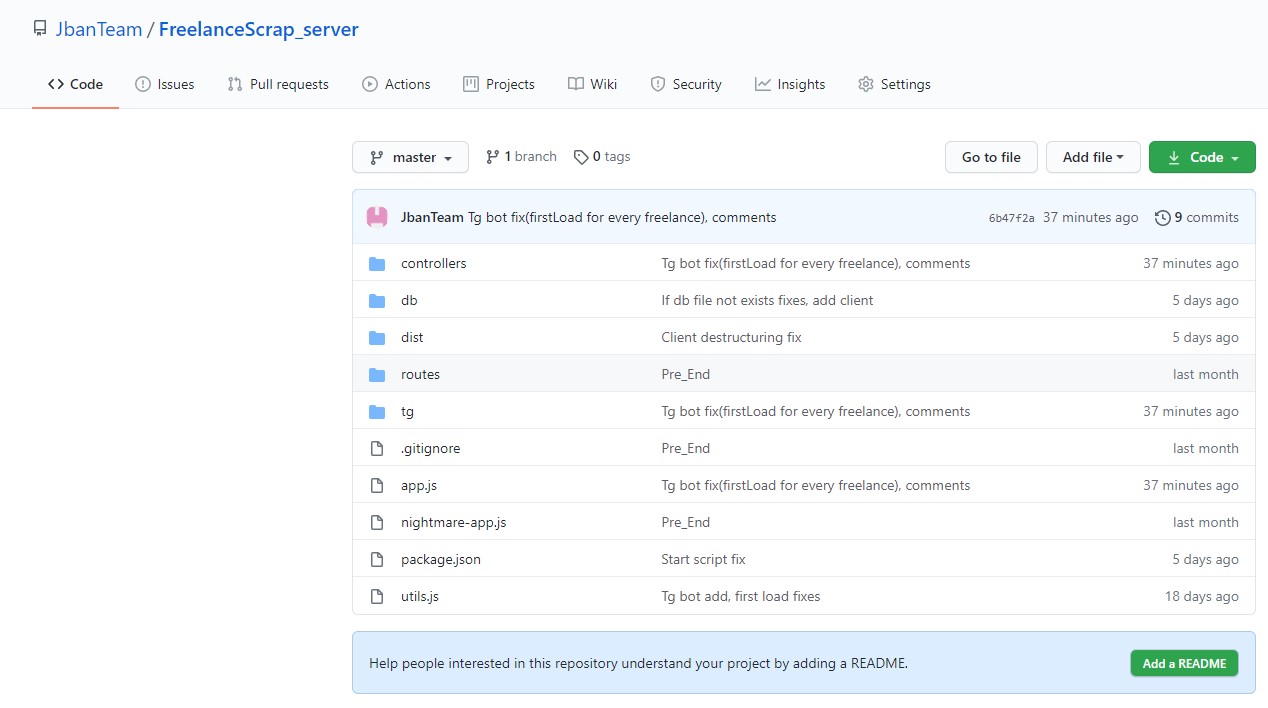 JbanTeam / FreelanceScrap_server
Code Issues Pull requests Actions Projects Wiki Security Insights Settings
master 1 branch 0 tags Go to file Add file Code
JbanTeam Tg bot fix(firstLoad for every freelance), comments 6b47f2a 37 minutes ago 9 commits
controllers Tg bot fix(firstLoad for every freelance), comments 37 minutes ago
db If db file not exists fixes, add client 5 days ago
dist Client destructuring fix 5 days ago
routes Pre_End last month
tg Tg bot fix(firstLoad for every freelance), comments 37 minutes ago
.gitignore Pre_End last month
app.js Tg bot fix(firstLoad for every freelance), comments 37 minutes ago
nightmare-app.js Pre_End last month
package.json Start script fix 5 days ago
utils.js Tg bot add, first load fixes 18 days ago
Help people interested in this repository understand your project by adding a README. Add a README